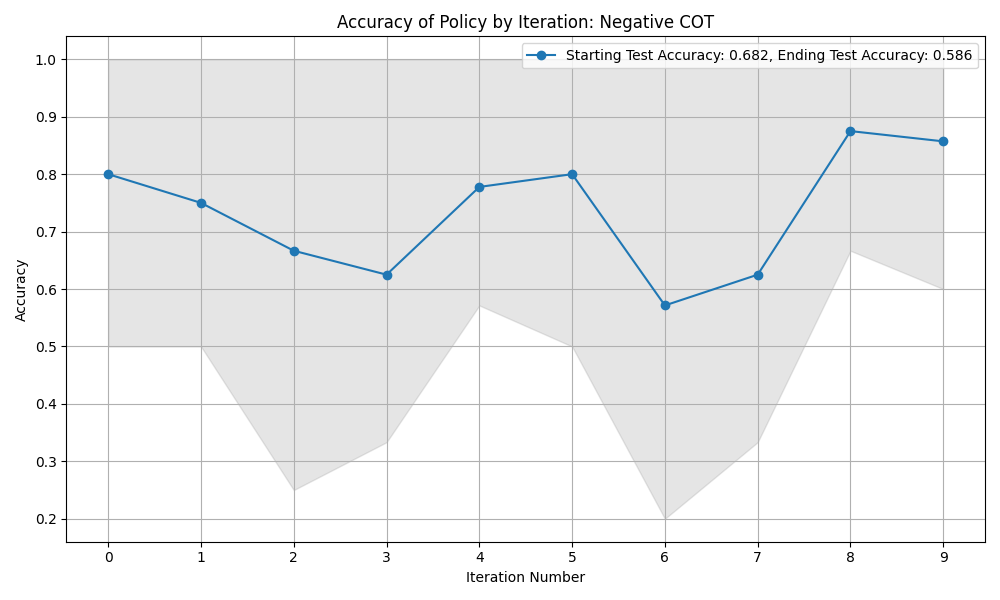 Accuracy of Policy by Iteration: Negative COT
Starting Test Accuracy: 0.682, Ending Test Accuracy: 0.586
Accuracy
1.0
0.9
0.8
0.7
0.6
0.5
0.4
0.3
0.2
0 1 2 3 4 5 6 7 8 9
Iteration Number